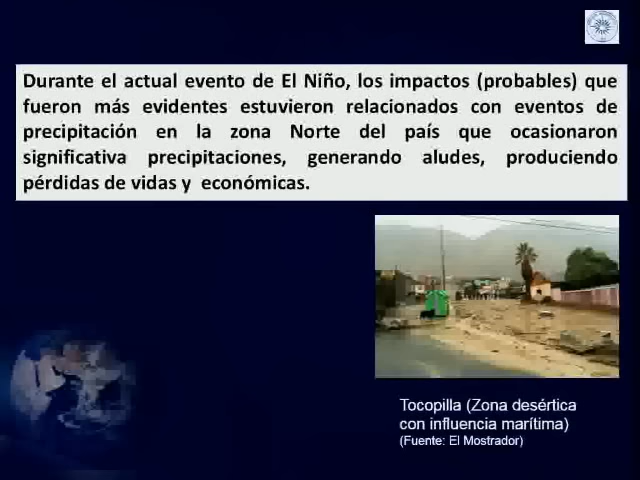 Durante el actual evento de El Niño, los impactos (probables) que
fueron más evidentes estuvieron relacionados con eventos de
precipitación en la zona Norte del país que ocasionaron
significativa precipitaciones, generando aludes, produciendo
pérdidas de vidas y económicas.
Tocopilla (Zona desértica
con influencia marítima)
(Fuente: El Mostrador)